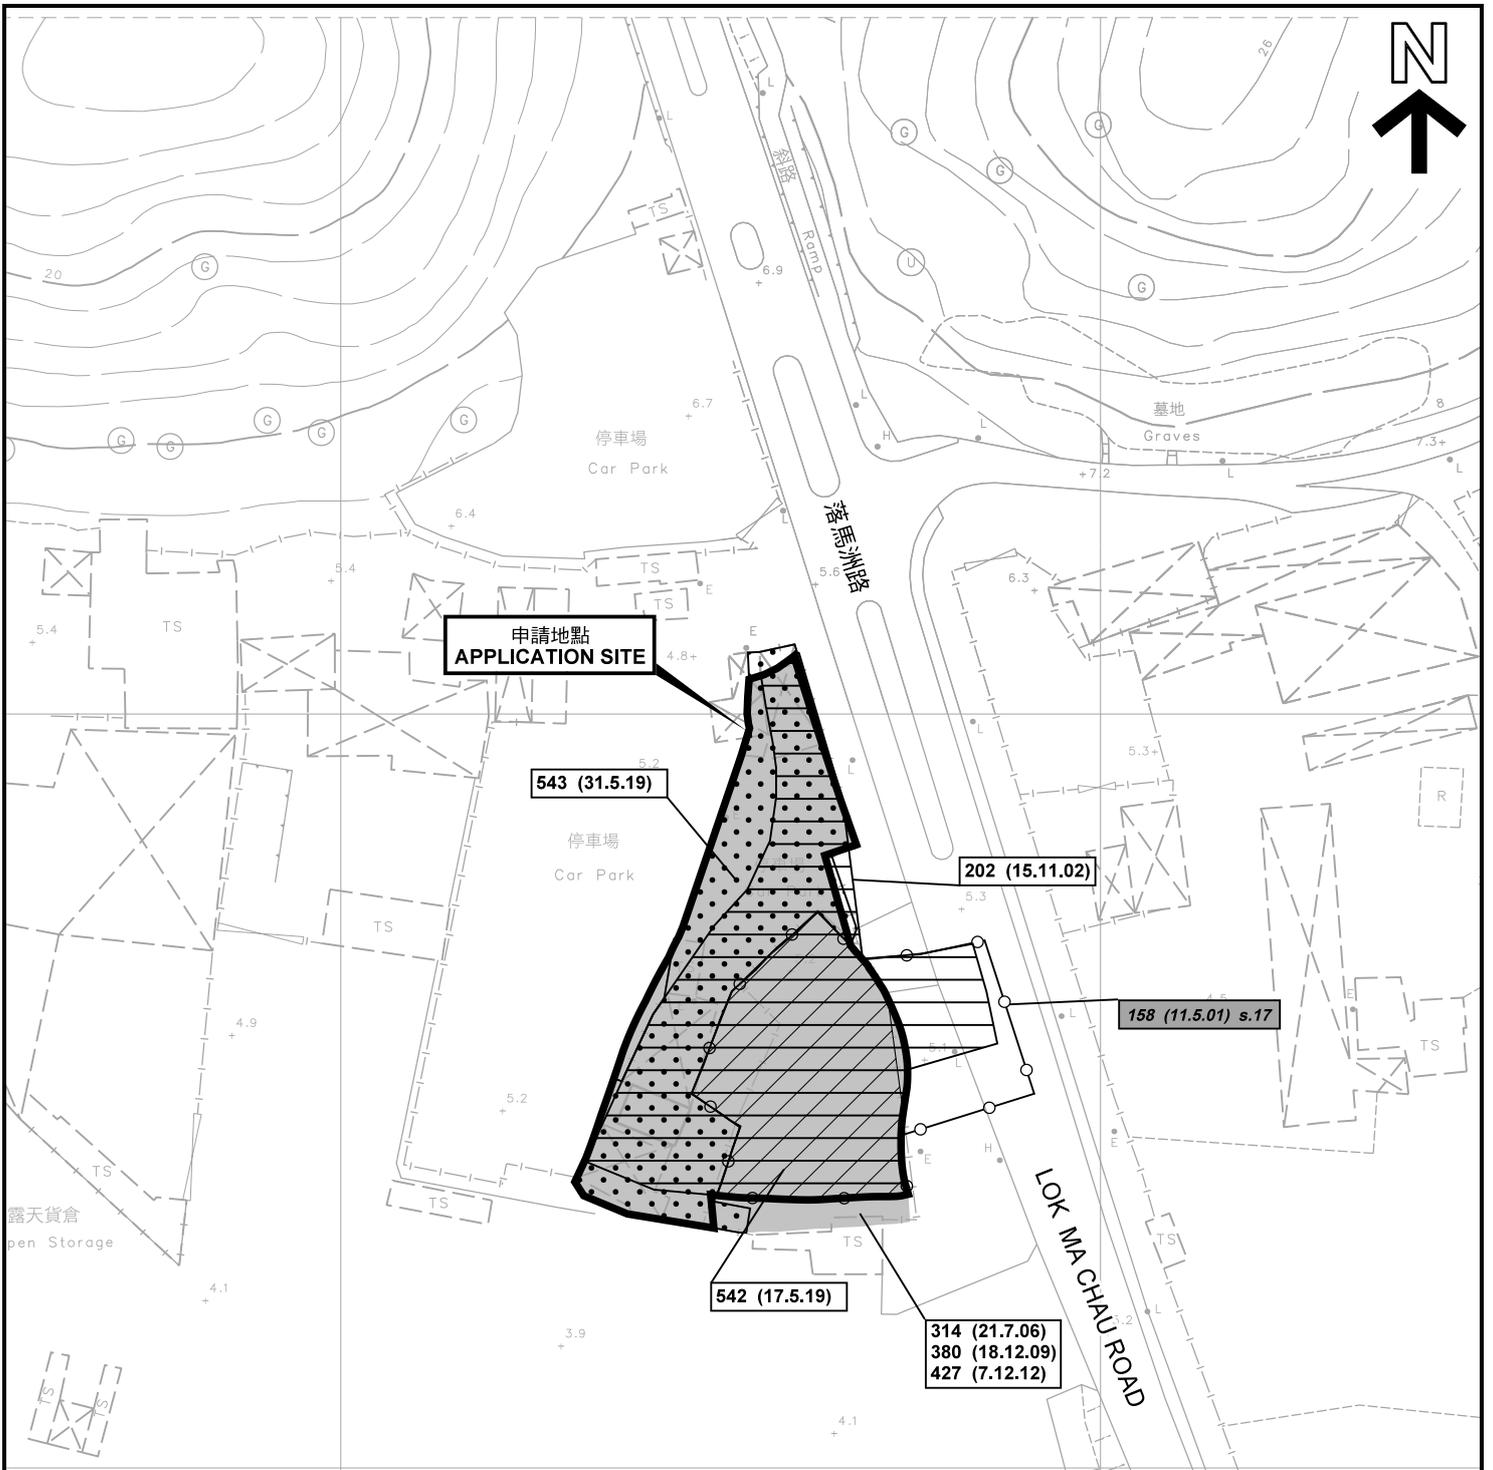 N
26
L
L
斜路
Ramp
TS
G
G
G
G
20
6.9
U
G
6.7
墓地
Graves
8
7.3+
G
G
G
G
G
停車場
Car Park
L
H
L
+7.2
L
L
6.4
L
落馬洲路
5.4
TS
E
5.6
6.3
TS
5.4
TS
申請地點
APPLICATION SITE
4.8+
E
L
5.3+
5.2
L
543 (31.5.19)
R
停車場
Car Park
202 (15.11.02)
5.3
TS
4.9
4.5
E
158 (11.5.01) s.17
L
5.1
L
TS
5.2
E
H
E
TS
TS
露天貨倉
pen Storage
LOK MA CHAU ROAD
TS
TS
4.1
542 (17.5.19)
L
5.2
314 (21.7.06)
380 (18.12.09)
427 (7.12.12)
3.9
TS
TS
4.1